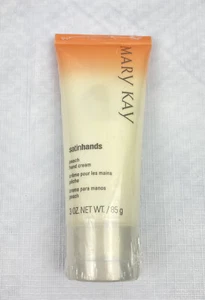 MARY KAY
satinhands
peach
hand cream
crème pour les mains
pêche
crema para manos
peach
3 OZ. NET WT. / 85 g